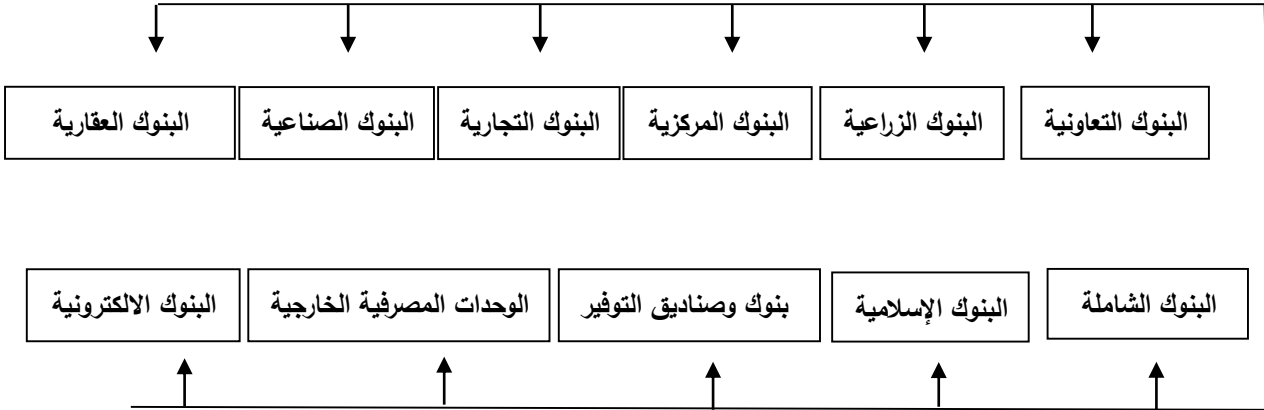 البنوك التعاونية
البنوك الزراعية
البنوك المركزية
البنوك التجارية
البنوك الصناعية
البنوك العقارية
البنوك الشاملة
البنوك الإسلامية
بنوك وصناديق التوفير
الوحدات المصرفية الخارجية
البنوك الالكترونية